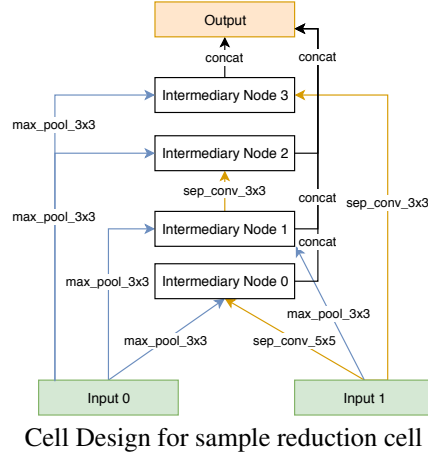 Output
concat
concat
Intermediary Node 3
max_pool_3x3
Intermediary Node 2
sep_conv_3x3
concat
max_pool_3x3
sep_conv_3x3
Intermediary Node 1
concat
max_pool_3x3
Intermediary Node 0
max_pool_3x3
max_pool_3x3
sep_conv_5x5
Input 0
Input 1
Cell Design for sample reduction cell